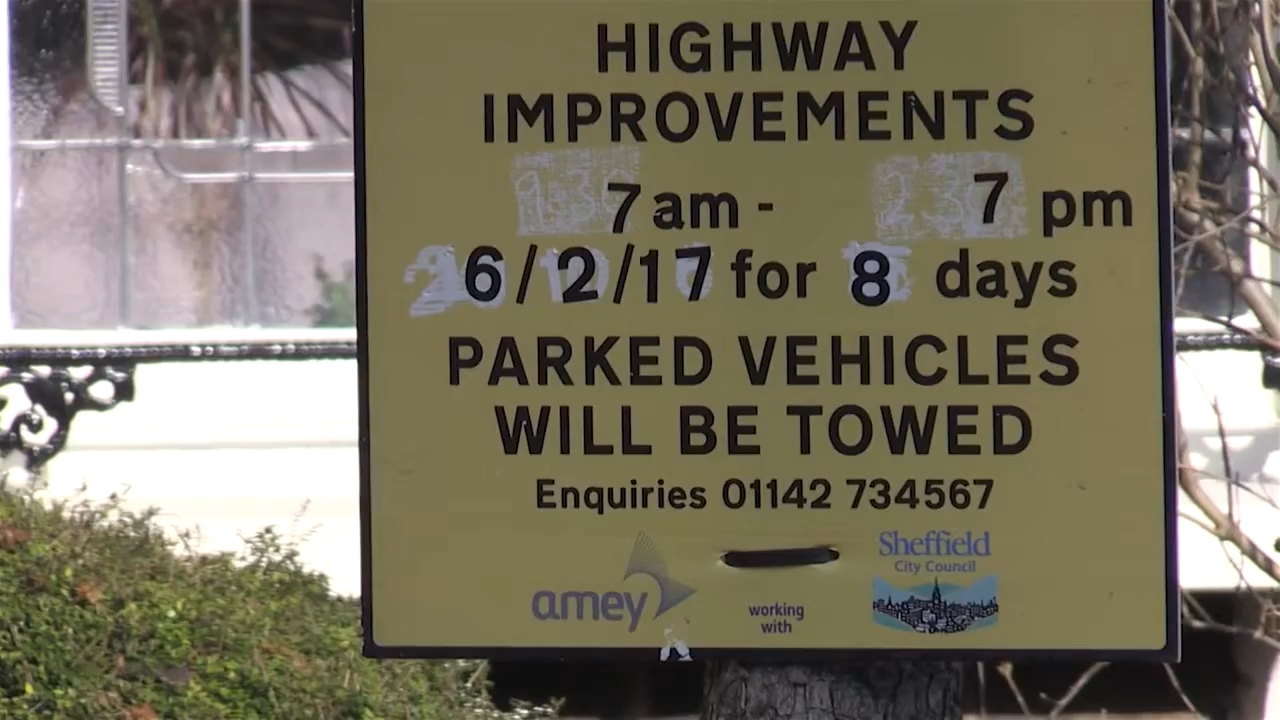 HIGHWAY
IMPROVEMENTS
7am - 7 pm
6/2/17 for 8 days
PARKED VEHICLES
WILL BE TOWED
Enquiries 01142 734567
amey
working
with
Sheffield
City Council